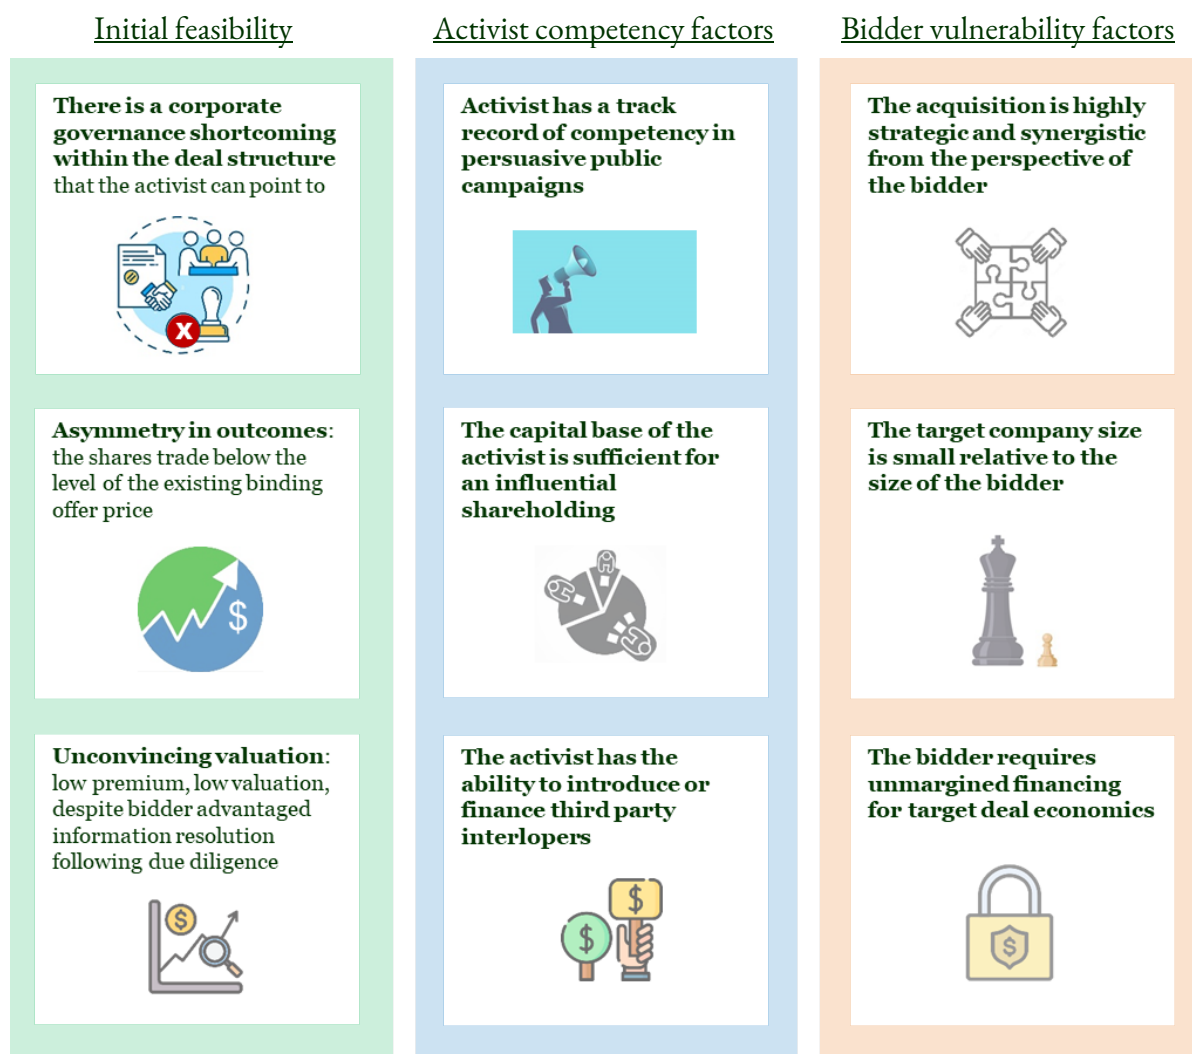 Initial feasibility
There is a corporate
governance shortcoming
within the deal structure
that the activist can point to
X
Asymmetry in outcomes:
the shares trade below the
level of the existing binding
offer price
$
Unconvincing valuation:
low premium, low valuation,
despite bidder advantaged
information resolution
following due diligence
$
Activist competency factors
Activist has a track
record of competency in
persuasive public
campaigns
The capital base of the
activist is sufficient for
an influential
shareholding
The activist has the
ability to introduce or
finance third party
interlopers
$
$
Bidder vulnerability factors
The acquisition is highly
strategic and synergistic
from the perspective of
the bidder
The target company size
is small relative to the
size of the bidder
The bidder requires
unmargined financing
for target deal economics
$